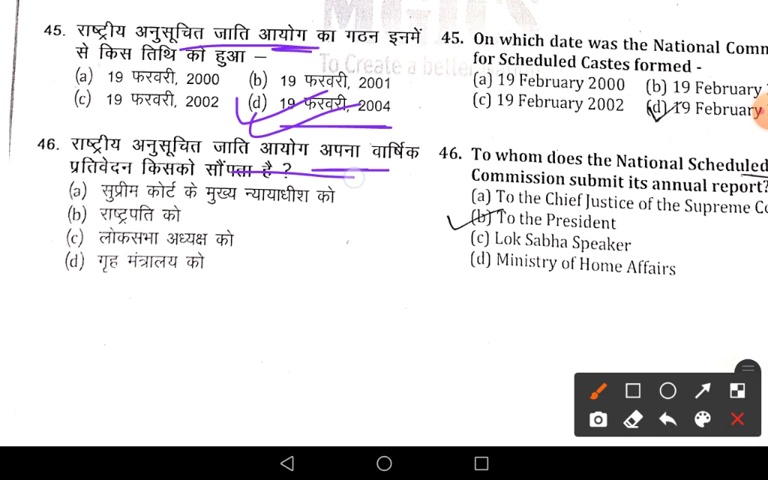 45. राष्ट्रीय अनुसूचित जाति आयोग का गठन इनमें
से किस तिथि को हुआ –
(a) 19 फरवरी, 2000 (b) 19 फरवरी, 2001
(c) 19 फरवरी, 2002 (d) 19 फरवरी, 2004
46. राष्ट्रीय अनुसूचित जाति आयोग अपना वार्षिक
प्रतिवेदन किसको सौंपता है ?
(a) सुप्रीम कोर्ट के मुख्य न्यायाधीश को
(b) राष्ट्रपति को
(c) लोकसभा अध्यक्ष को
(d) गृह मंत्रालय को
To Create a better
45. On which date was the National Comm
for Scheduled Castes formed -
(a) 19 February 2000 (b) 19 February
(c) 19 February 2002 (d) 19 February
46. To whom does the National Scheduled
Commission submit its annual report?
(a) To the Chief Justice of the Supreme Co
(b) To the President
(c) Lok Sabha Speaker
(d) Ministry of Home Affairs